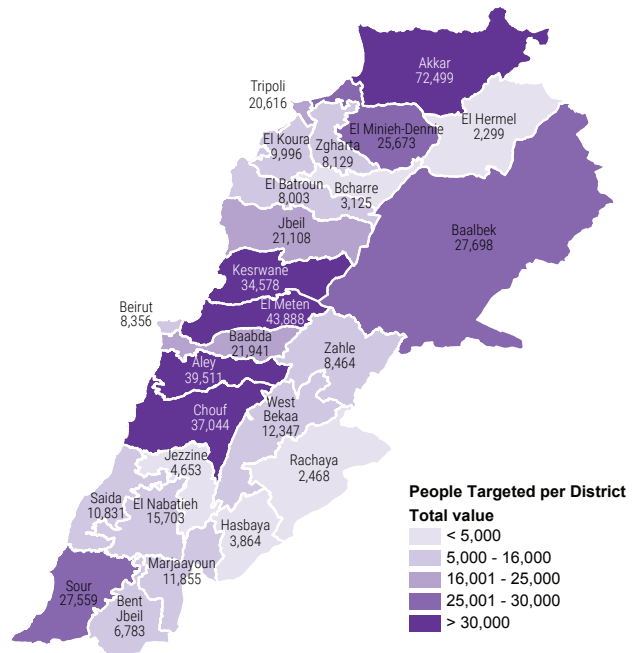 Akkar
72,499
Tripoli
20,616
El Hermel
2,299
El Minieh-Dennie
25,673
El Koura
9,996
Zgharta
8,129
El Batroun
8,003
Bcharre
3,125
Jbeil
21,108
Baalbek
27,698
Kesrwane
34,578
El Meten
43,888
Beirut
8,356
Baabda
21,941
Zahle
8,464
Aley
39,511
Chouf
37,044
West
Bekaa
12,347
Jezzine
4,653
Rachaya
2,468
Saida
10,831
El Nabatieh
15,703
Hasbaya
3,864
Marjaayoun
11,855
Sour
27,559
Bent
Jbeil
6,783
People Targeted per District
Total value
< 5,000
5,000 - 16,000
16,001 - 25,000
25,001 - 30,000
> 30,000